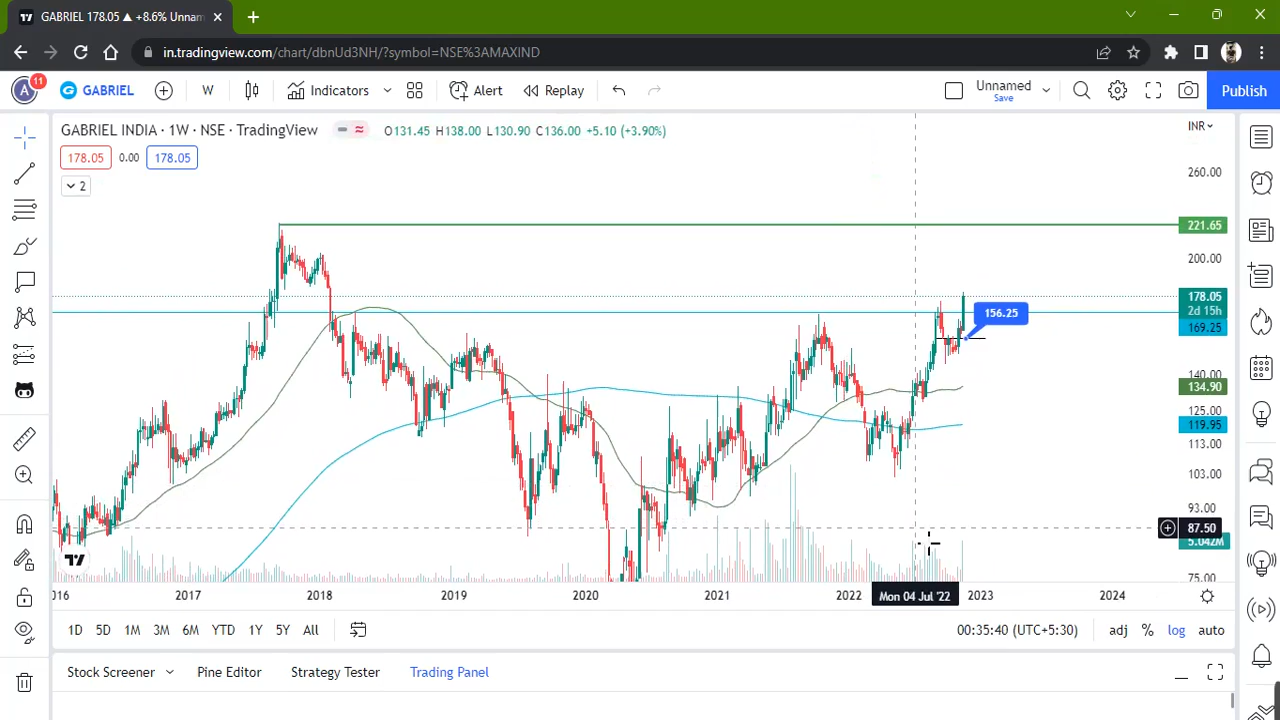 GABRIEL 178.05 ▲ +8.6% Unnam
in.tradingview.com/chart/dbnUd3NH/?symbol=NSE%3AMAXIND
A 11 GABRIEL W Indicators Alert Replay Unnamed Save Publish
GABRIEL INDIA · 1W · NSE · TradingView O131.45 H138.00 L130.90 C136.00 +5.10 (+3.90%) INR
178.05 0.00 178.05
2
260.00
221.65
200.00
178.05
2d 15h
156.25
169.25
140.00
134.90
125.00
119.95
113.00
103.00
93.00
87.50
5.042M
75.00
016 2017 2018 2019 2020 2021 2022 Mon 04 Jul '22 2023 2024
1D 5D 1M 3M 6M YTD 1Y 5Y All 00:35:40 (UTC+5:30) adj % log auto
Stock Screener Pine Editor Strategy Tester Trading Panel